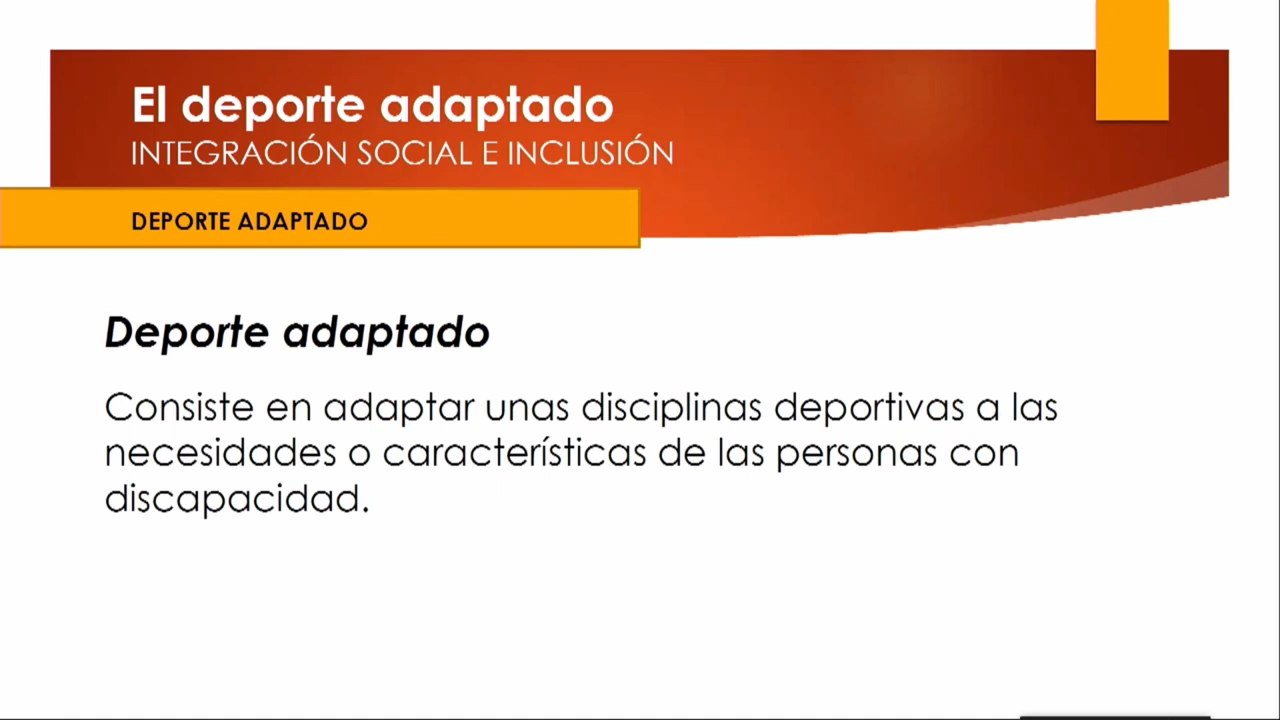 El deporte adaptado
INTEGRACIÓN SOCIAL E INCLUSIÓN
DEPORTE ADAPTADO
Deporte adaptado
Consiste en adaptar unas disciplinas deportivas a las
necesidades o características de las personas con
discapacidad.